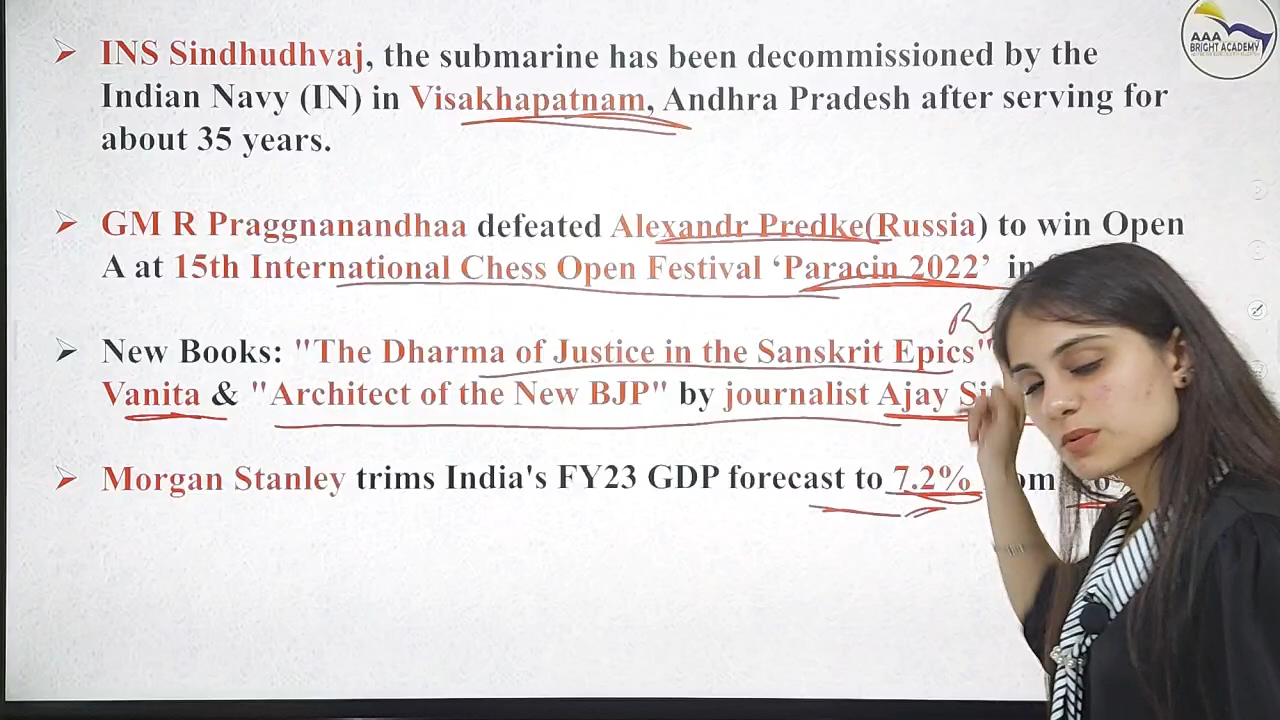 AAA
BRIGHT ACADEMY
➢ INS Sindhudhvaj, the submarine has been decommissioned by the
Indian Navy (IN) in Visakhapatnam, Andhra Pradesh after serving for
about 35 years.
➢ GM R Praggnanandhaa defeated Alexandr Predke(Russia) to win Open
A at 15th International Chess Open Festival ‘Paracin 2022’ in
➢ New Books: "The Dharma of Justice in the Sanskrit Epics"
Vanita & "Architect of the New BJP" by journalist Ajay
➢ Morgan Stanley trims India's FY23 GDP forecast to 7.2%